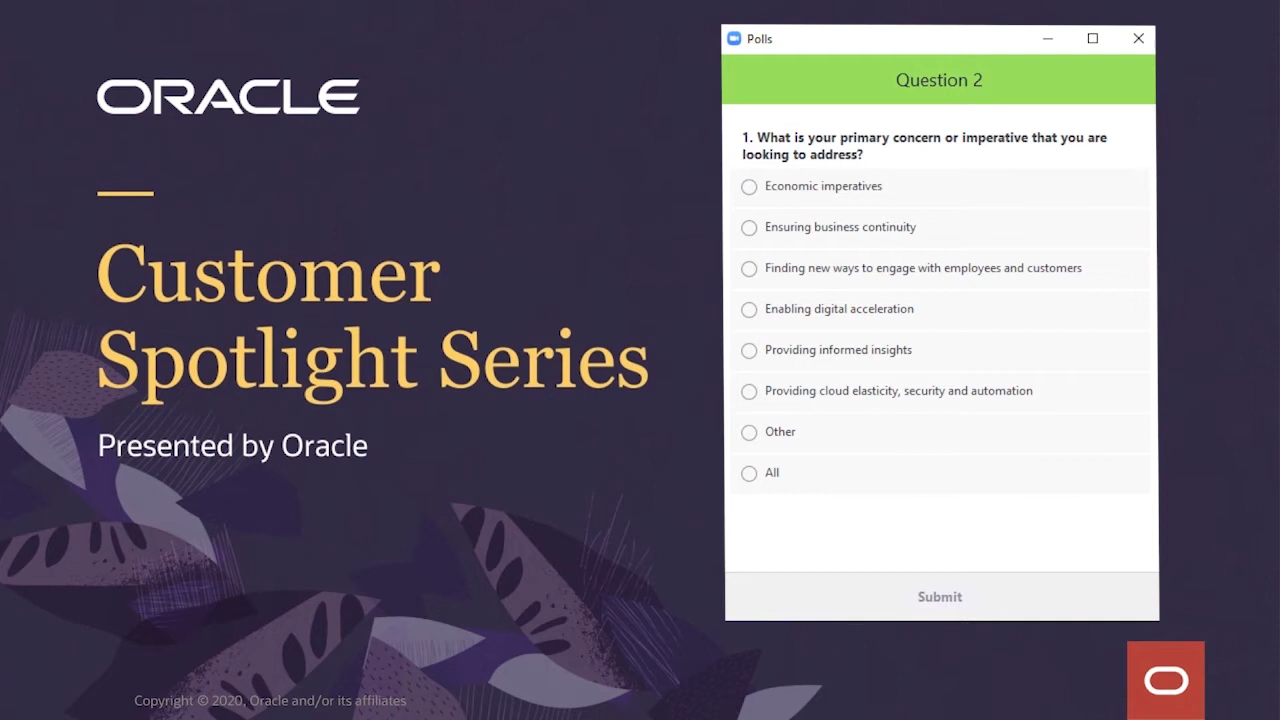 ORACLE
Customer
Spotlight Series
Presented by Oracle
Copyright © 2020, Oracle and/or its affiliates
Polls
Question 2
1. What is your primary concern or imperative that you are
looking to address?
Economic imperatives
Ensuring business continuity
Finding new ways to engage with employees and customers
Enabling digital acceleration
Providing informed insights
Providing cloud elasticity, security and automation
Other
All
Submit